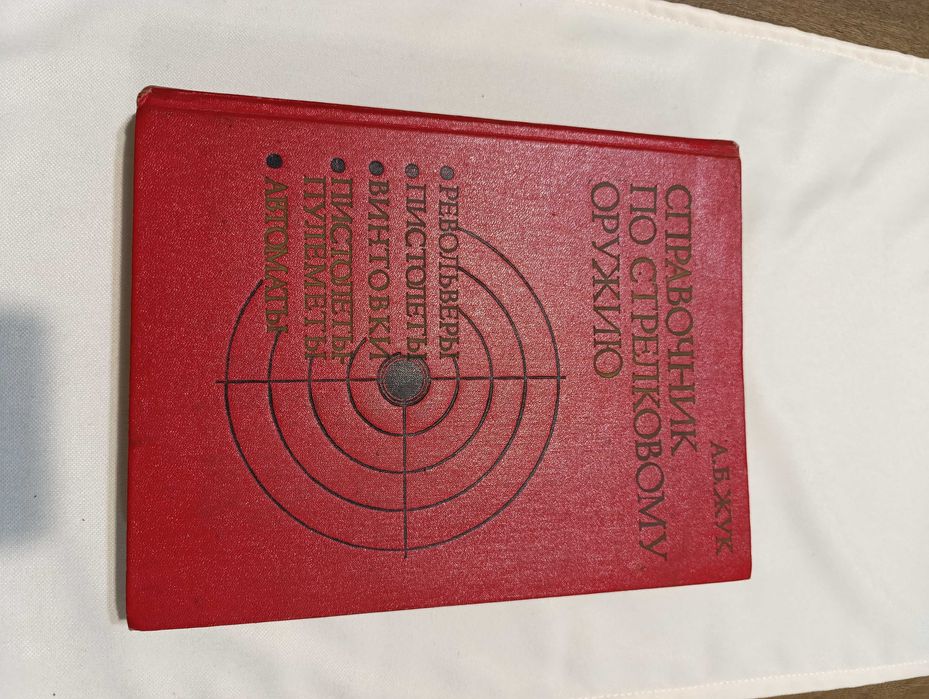 А.Б.ЖУК
СПРАВОЧНИК
ПО СТРЕЛКОВОМУ
ОРУЖИЮ
• РЕВОЛЬВЕРЫ
• ПИСТОЛЕТЫ
• ВИНТОВКИ
• ПИСТОЛЕТЫ-
ПУЛЕМЕТЫ
• АВТОМАТЫ